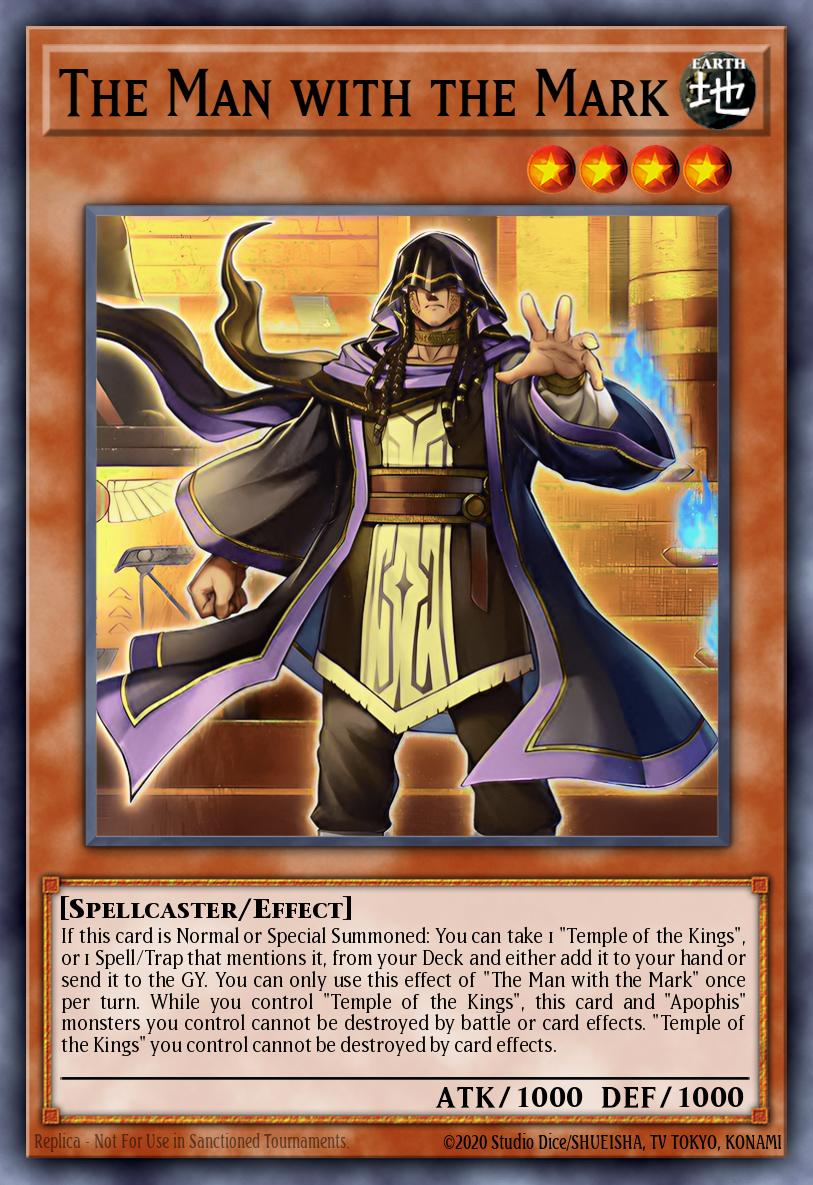 The Man with the Mark
EARTH
地
[Spellcaster/Effect]
If this card is Normal or Special Summoned: You can take 1 "Temple of the Kings",
or 1 Spell/Trap that mentions it, from your Deck and either add it to your hand or
send it to the GY. You can only use this effect of "The Man with the Mark" once
per turn. While you control "Temple of the Kings", this card and "Apophis"
monsters you control cannot be destroyed by battle or card effects. "Temple of
the Kings" you control cannot be destroyed by card effects.
ATK/1000 DEF/1000
Replica - Not For Use in Sanctioned Tournaments.
©2020 Studio Dice/SHUEISHA, TV TOKYO, KONAMI